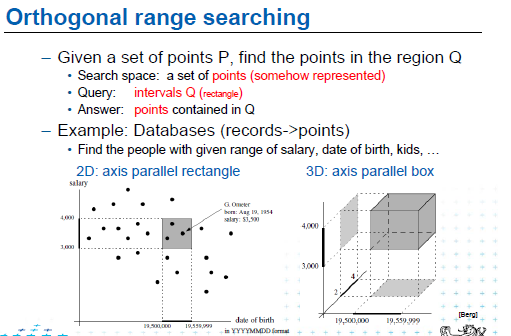 Orthogonal range searching
– Given a set of points P, find the points in the region Q
• Search space: a set of points (somehow represented)
• Query: intervals Q (rectangle)
• Answer: points contained in Q
– Example: Databases (records->points)
• Find the people with given range of salary, date of birth, kids, …
2D: axis parallel rectangle
salary
G. Ometer
born: Aug 19, 1954
salary: $3,500
4,000
3,000
19,500,000
19,559,999
date of birth
in YYYYMMDD format
3D: axis parallel box
4,000
3,000
4
2
19,500,000
19,559,999
[Berg]